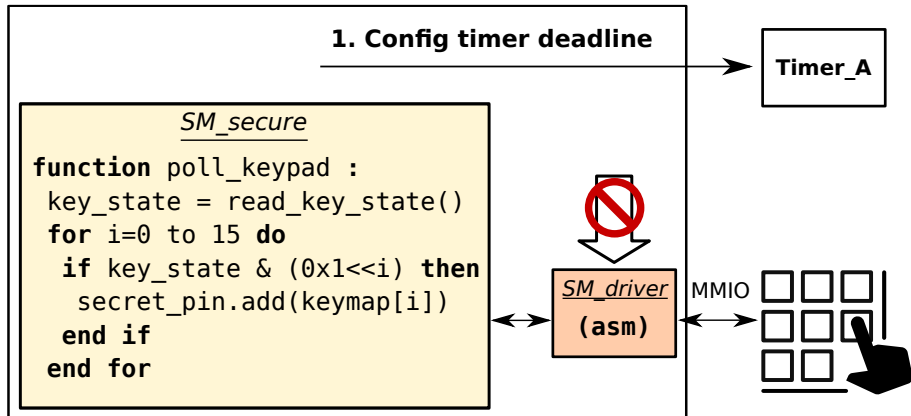 1. Config timer deadline
Timer_A
SM_secure
function poll_keypad :
key_state = read_key_state()
for i=0 to 15 do
if key_state & (0x1<<i) then
secret_pin.add(keymap[i])
end if
end for
SM_driver
(asm)
MMIO